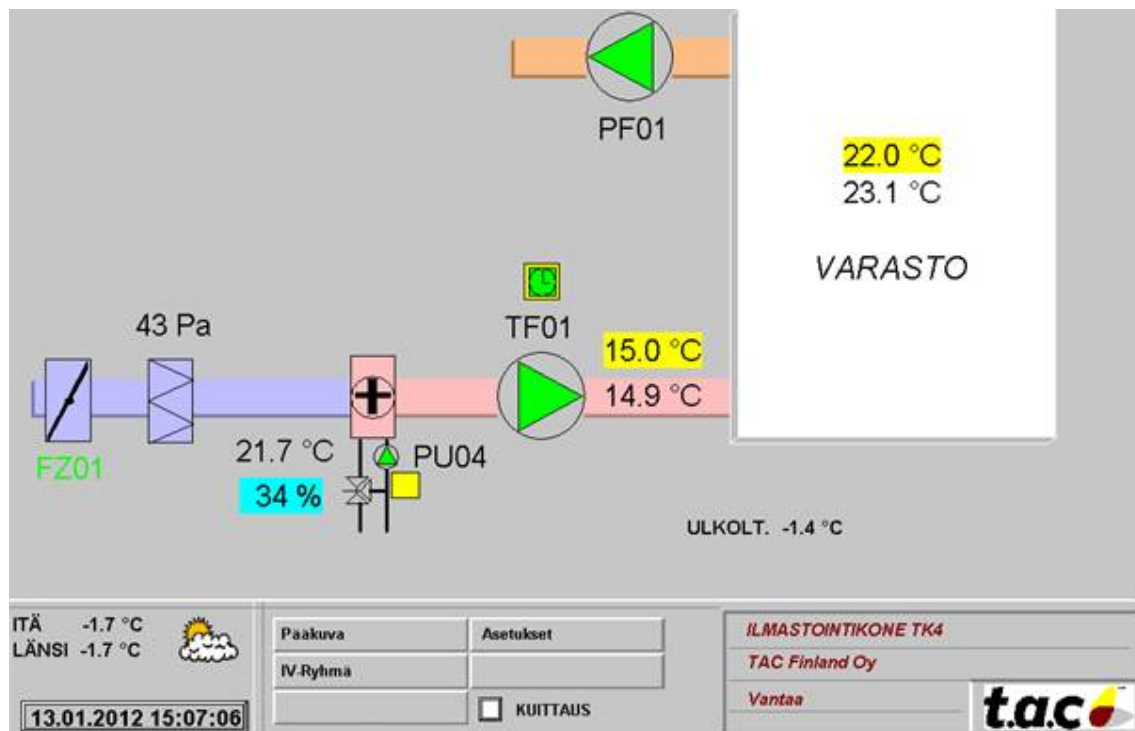 PF01
22.0 °C
23.1 °C
VARASTO
TF01
43 Pa
15.0 °C
14.9 °C
FZ01
21.7 °C
PU04
34 %
ULKOLT. -1.4 °C
ITÄ -1.7 °C
LÄNSI -1.7 °C
13.01.2012 15:07:06
Pääkuva
Asetukset
IV-Ryhmä
KUITTAUS
ILMASTOINTIKONE TK4
TAC Finland Oy
Vantaa
t.a.c